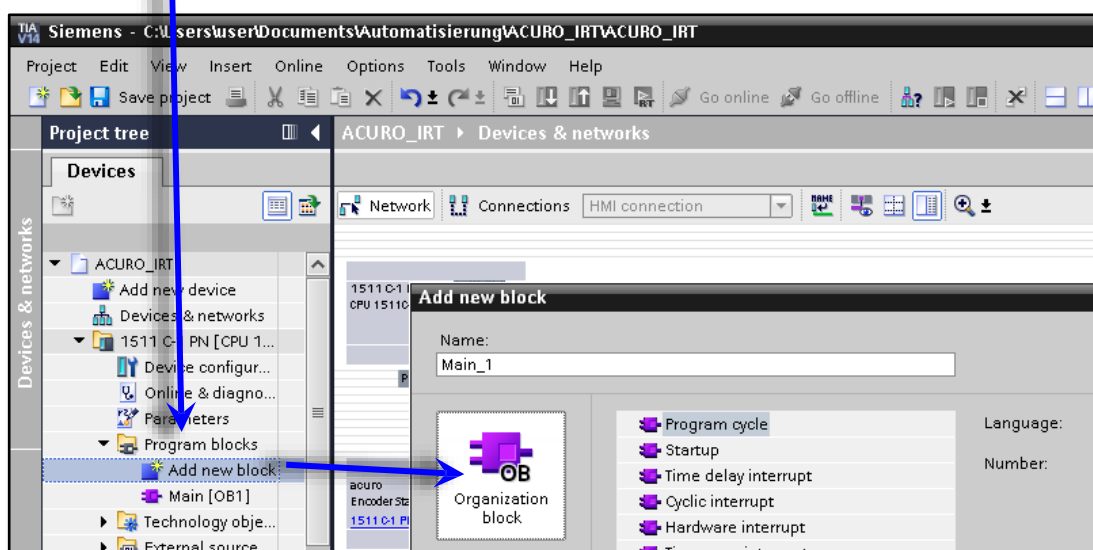 TIA
V14
Siemens - C:\Users\user\Documents\Automatisierung\ACURO_IRT\ACURO_IRT
Project Edit View Insert Online Options Tools Window Help
Save project Go online Go offline
Project tree
ACURO_IRT Devices & networks
Devices
Network Connections HMI connection
Devices & networks
ACURO_IRT
Add new device
Devices & networks
1511 C-1 PN [CPU 1...
Device configur...
Online & diagno...
Parameters
Program blocks
Add new block
Main [OB1]
Technology obje...
External source
1511 C-1
CPU 1511C
acuro
1511 C-1
Add new block
Name:
Main_1
OB
Organization
block
Program cycle
Startup
Time delay interrupt
Cyclic interrupt
Hardware interrupt
Language:
Number: